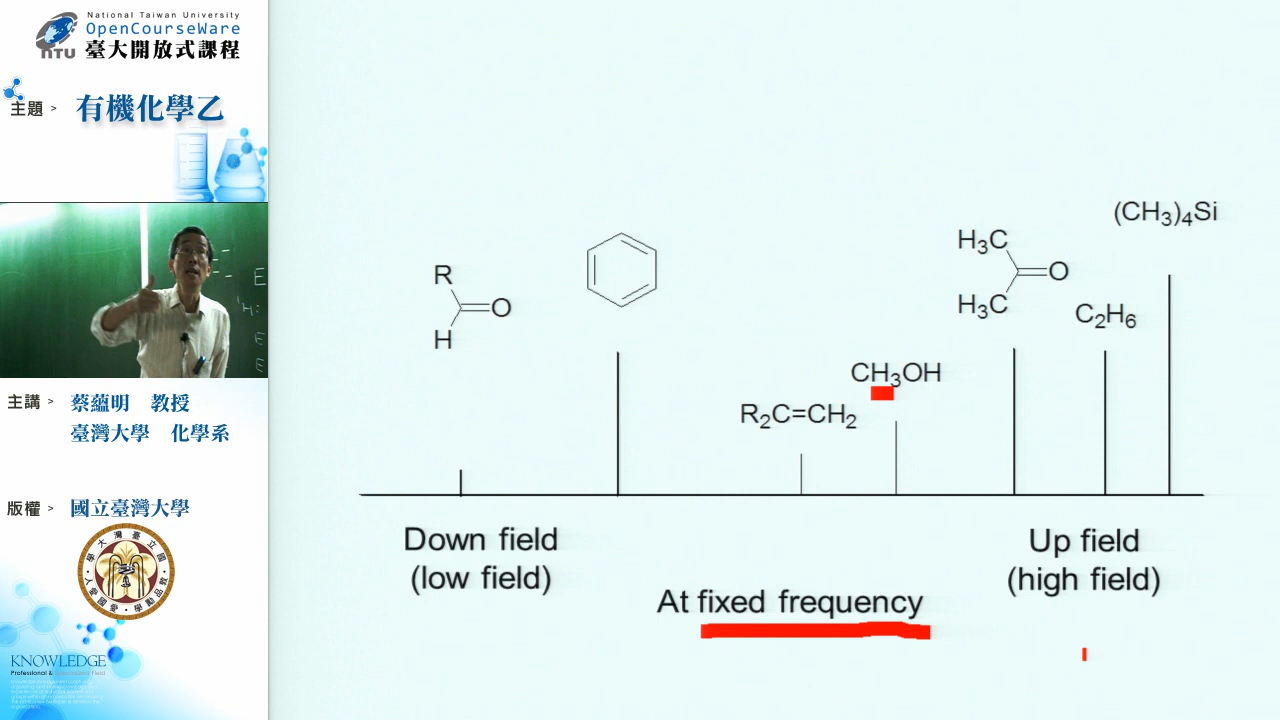 National Taiwan University
OpenCourseWare
臺大開放式課程
NTU
主題 > 有機化學乙
主講 > 蔡蘊明 教授
臺灣大學 化學系
版權 > 國立臺灣大學
KNOWLEDGE
Professional &
(CH3)4Si
H3C
O
H3C
C2H6
R
O
H
CH3OH
R2C=CH2
Down field
(low field)
Up field
(high field)
At fixed frequency
E
H:
E
E